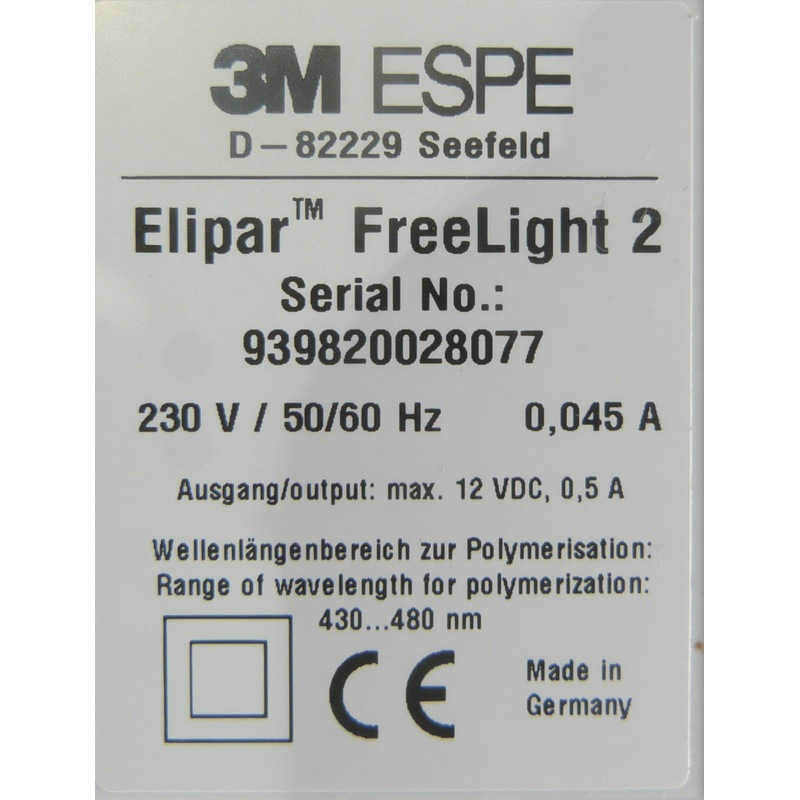 3M ESPE
D–82229 Seefeld
Elipar™ FreeLight 2
Serial No.:
939820028077
230 V / 50/60 Hz 0,045 A
Ausgang/output: max. 12 VDC, 0,5 A
Wellenlängenbereich zur Polymerisation:
Range of wavelength for polymerization:
430...480 nm
CE
Made in
Germany